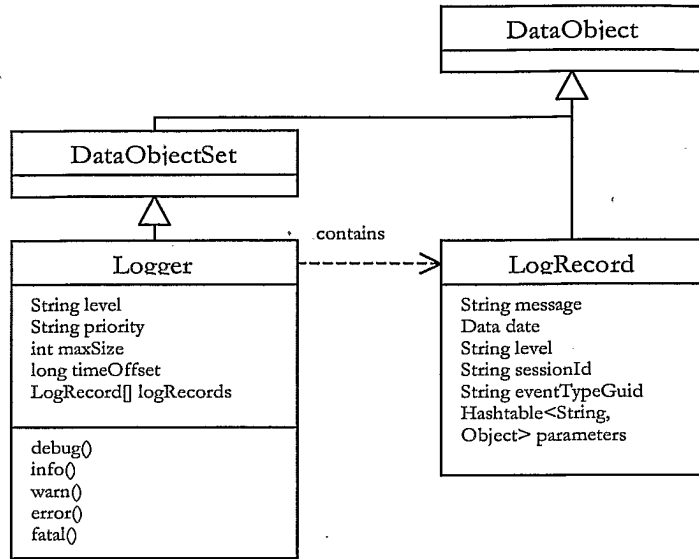 DataObject
DataObjectSet
contains
Logger
String level
String priority
int maxSize
long timeOffset
LogRecord[] logRecords
debug()
info()
warn()
error()
fatal()
LogRecord
String message
Data date
String level
String sessionId
String eventTypeGuid
Hashtable<String,
Object> parameters